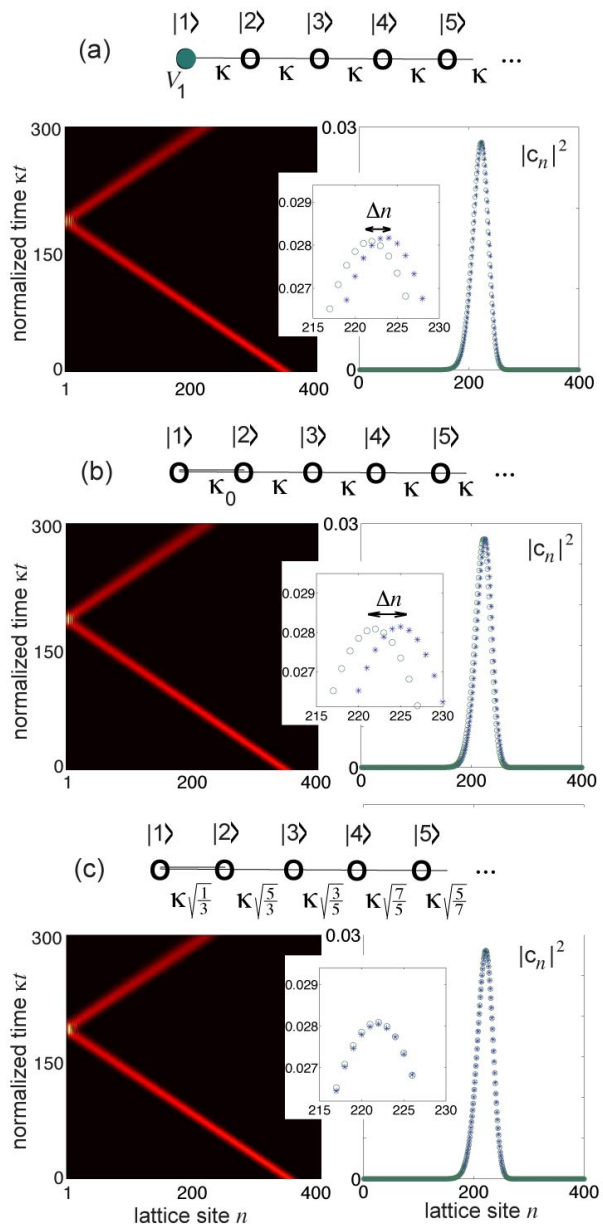 (a)
|1⟩ |2⟩ |3⟩ |4⟩ |5⟩
V₁ κ κ κ κ κ ...
normalized time κt
300
150
0
1 200 400
0.03
|cₙ|²
0.029
0.028
0.027
Δn
215 220 225 230
0
0 200 400
(b)
|1⟩ |2⟩ |3⟩ |4⟩ |5⟩
κ₀ κ κ κ κ ...
normalized time κt
300
150
0
1 200 400
0.03
|cₙ|²
0.029
0.028
0.027
Δn
215 220 225 230
0
0 200 400
(c)
|1⟩ |2⟩ |3⟩ |4⟩ |5⟩
κ√(1/3) κ√(5/3) κ√(3/5) κ√(7/5) κ√(5/7) ...
normalized time κt
300
150
0
1 200 400
lattice site n
0.03
|cₙ|²
0.029
0.028
0.027
215 220 225 230
0
0 200 400
lattice site n